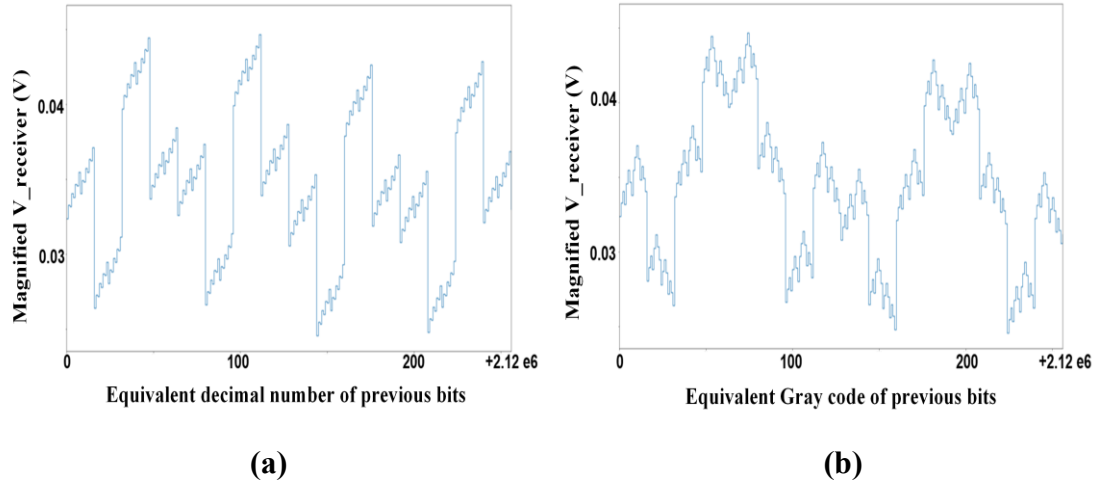 Magnified V_receiver (V)
0.04
0.03
0
100
200
+2.12 e6
Equivalent decimal number of previous bits
(a)
Magnified V_receiver (V)
0.04
0.03
0
100
200
+2.12 e6
Equivalent Gray code of previous bits
(b)